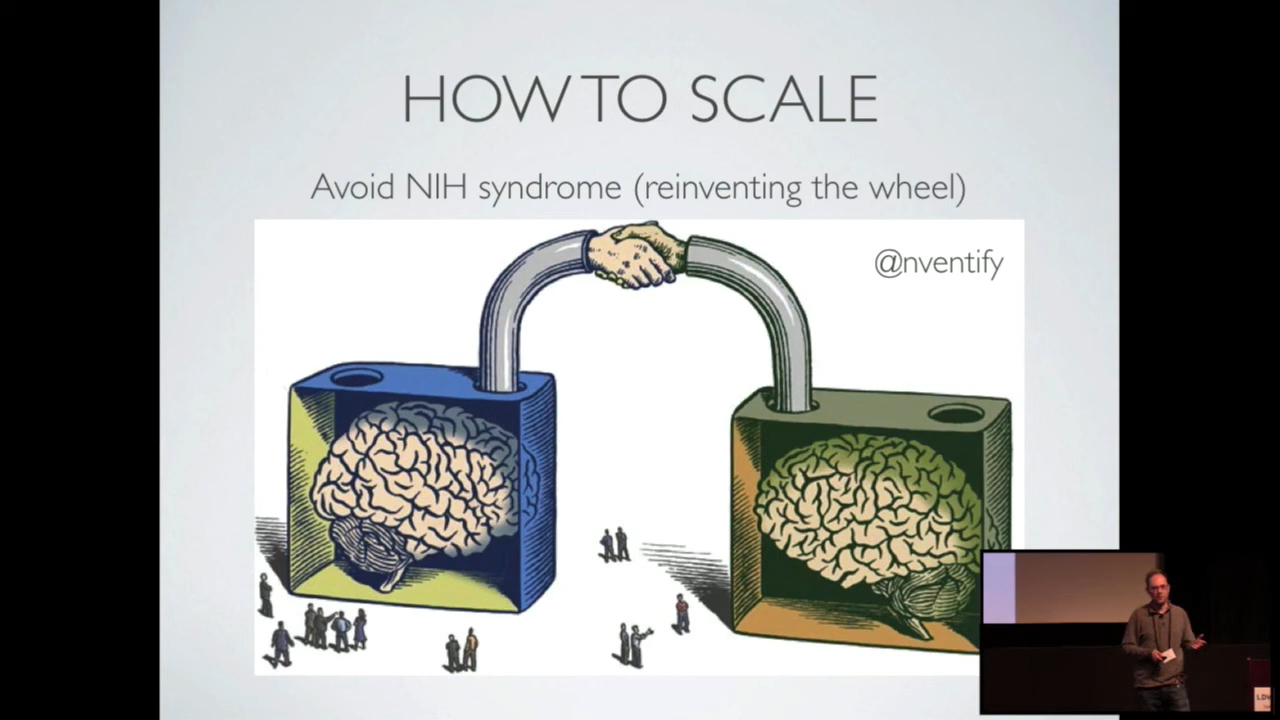 HOW TO SCALE
Avoid NIH syndrome (reinventing the wheel)
@nventify